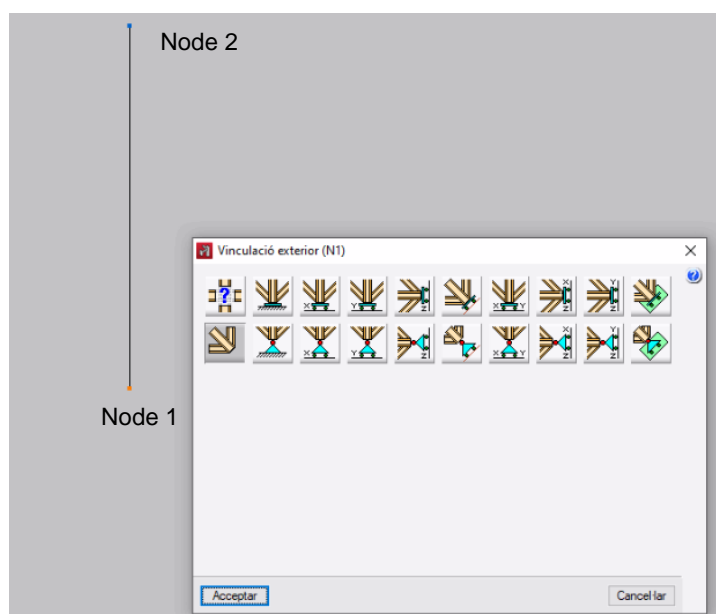 Node 2
Vinculació exterior (N1)
Node 1
Acceptar
Cancel·lar